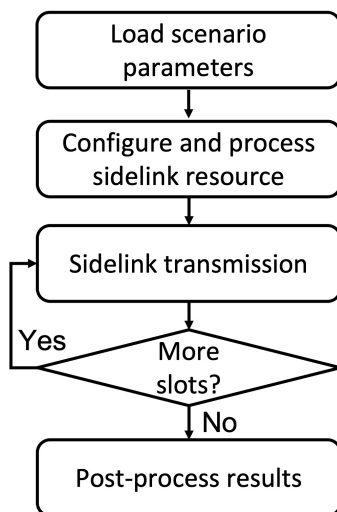 Load scenario
parameters
Configure and process
sidelink resource
Sidelink transmission
Yes
More
slots?
No
Post-process results